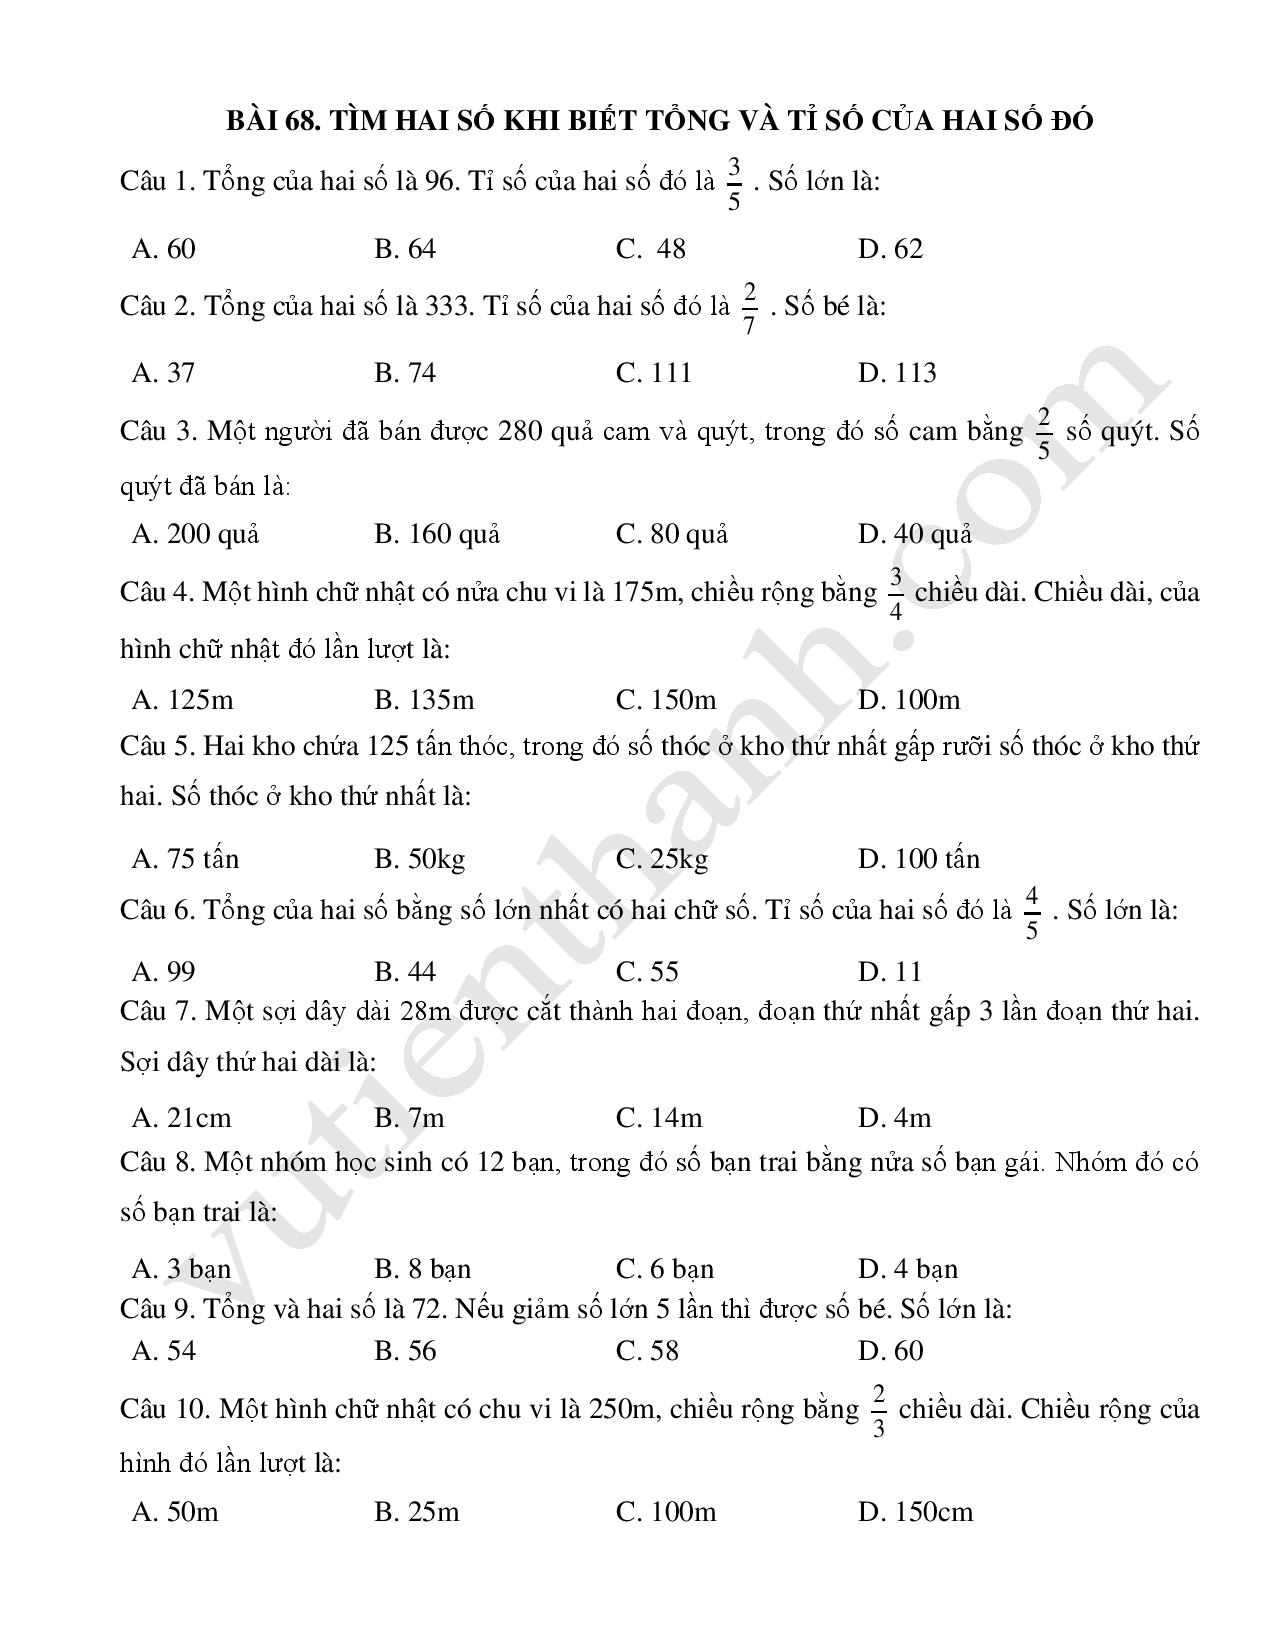 BÀI 68. TÌM HAI SỐ KHI BIẾT TỔNG VÀ TỈ SỐ CỦA HAI SỐ ĐÓ
Câu 1. Tổng của hai số là 96. Tỉ số của hai số đó là 3/5 . Số lớn là:
A. 60 B. 64 C. 48 D. 62
Câu 2. Tổng của hai số là 333. Tỉ số của hai số đó là 2/7 . Số bé là:
A. 37 B. 74 C. 111 D. 113
Câu 3. Một người đã bán được 280 quả cam và quýt, trong đó số cam bằng 2/5 số quýt. Số
quýt đã bán là:
A. 200 quả B. 160 quả C. 80 quả D. 40 quả
Câu 4. Một hình chữ nhật có nửa chu vi là 175m, chiều rộng bằng 3/4 chiều dài. Chiều dài, của
hình chữ nhật đó lần lượt là:
A. 125m B. 135m C. 150m D. 100m
Câu 5. Hai kho chứa 125 tấn thóc, trong đó số thóc ở kho thứ nhất gấp rưỡi số thóc ở kho thứ
hai. Số thóc ở kho thứ nhất là:
A. 75 tấn B. 50kg C. 25kg D. 100 tấn
Câu 6. Tổng của hai số bằng số lớn nhất có hai chữ số. Tỉ số của hai số đó là 4/5 . Số lớn là:
A. 99 B. 44 C. 55 D. 11
Câu 7. Một sợi dây dài 28m được cắt thành hai đoạn, đoạn thứ nhất gấp 3 lần đoạn thứ hai.
Sợi dây thứ hai dài là:
A. 21cm B. 7m C. 14m D. 4m
Câu 8. Một nhóm học sinh có 12 bạn, trong đó số bạn trai bằng nửa số bạn gái. Nhóm đó có
số bạn trai là:
A. 3 bạn B. 8 bạn C. 6 bạn D. 4 bạn
Câu 9. Tổng và hai số là 72. Nếu giảm số lớn 5 lần thì được số bé. Số lớn là:
A. 54 B. 56 C. 58 D. 60
Câu 10. Một hình chữ nhật có chu vi là 250m, chiều rộng bằng 2/3 chiều dài. Chiều rộng của
hình đó lần lượt là:
A. 50m B. 25m C. 100m D. 150cm
vutienthanh.com